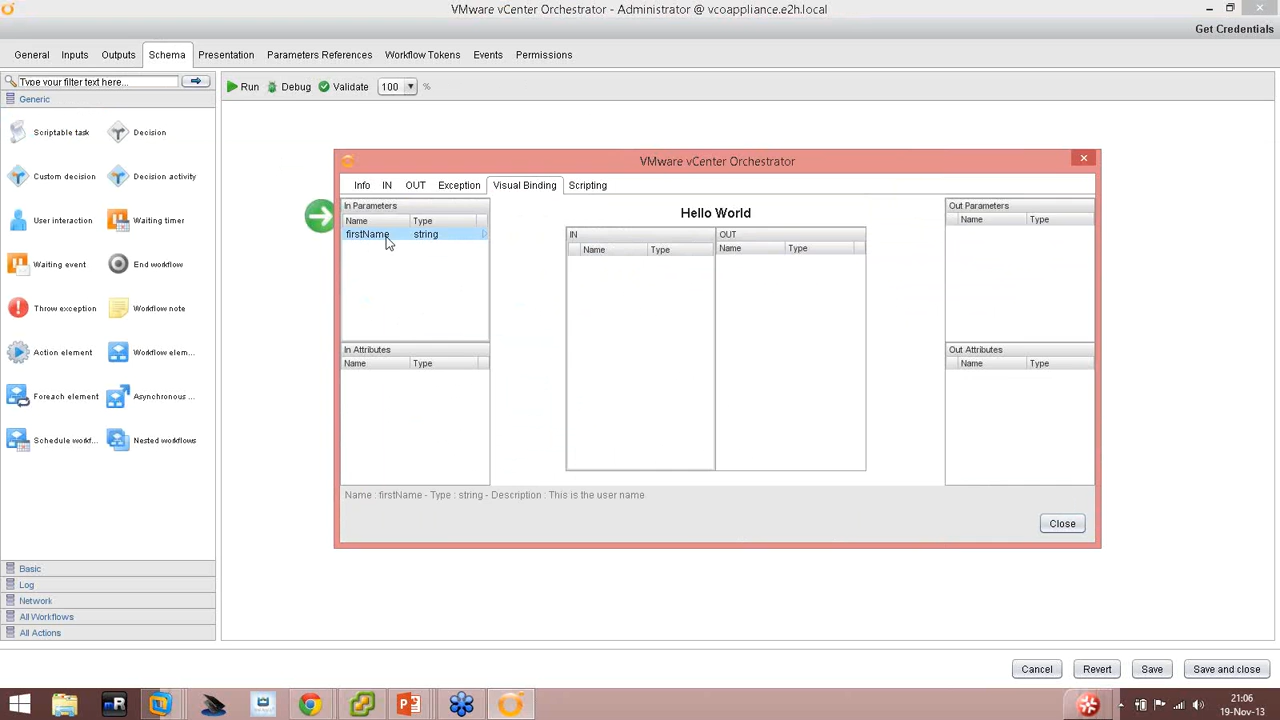 VMware vCenter Orchestrator - Administrator @ vcoappliance.e2h.local
Get Credentials
General Inputs Outputs Schema Presentation Parameters References Workflow Tokens Events Permissions
Type your filter text here...
Run Debug Validate 100 %
Generic
Scriptable task Decision
Custom decision Decision activity
User interaction Waiting timer
Waiting event End workflow
Throw exception Workflow note
Action element Workflow elem...
Foreach element Asynchronous ...
Schedule workf... Nested workflows
Basic
Log
Network
All Workflows
All Actions
VMware vCenter Orchestrator
Info IN OUT Exception Visual Binding Scripting
In Parameters
Name Type
firstName string
In Attributes
Name Type
Hello World
IN OUT
Name Type Name Type
Out Parameters
Name Type
Out Attributes
Name Type
Name : firstName - Type : string - Description : This is the user name
Close
Cancel Revert Save Save and close
21:06
19-Nov-13